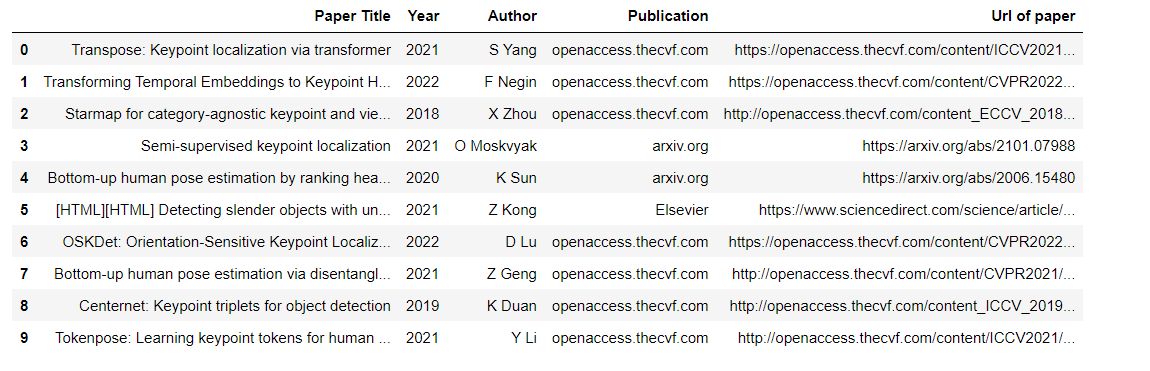 Paper Title Year Author Publication Url of paper
0 Transpose: Keypoint localization via transformer 2021 S Yang openaccess.thecvf.com https://openaccess.thecvf.com/content/ICCV2021...
1 Transforming Temporal Embeddings to Keypoint H... 2022 F Negin openaccess.thecvf.com https://openaccess.thecvf.com/content/CVPR2022...
2 Starmap for category-agnostic keypoint and vie... 2018 X Zhou openaccess.thecvf.com http://openaccess.thecvf.com/content_ECCV_2018...
3 Semi-supervised keypoint localization 2021 O Moskvyak arxiv.org https://arxiv.org/abs/2101.07988
4 Bottom-up human pose estimation by ranking hea... 2020 K Sun arxiv.org https://arxiv.org/abs/2006.15480
5 [HTML][HTML] Detecting slender objects with un... 2021 Z Kong Elsevier https://www.sciencedirect.com/science/article/...
6 OSKDet: Orientation-Sensitive Keypoint Localiz... 2022 D Lu openaccess.thecvf.com https://openaccess.thecvf.com/content/CVPR2022...
7 Bottom-up human pose estimation via disentangl... 2021 Z Geng openaccess.thecvf.com http://openaccess.thecvf.com/content/CVPR2021/...
8 Centernet: Keypoint triplets for object detection 2019 K Duan openaccess.thecvf.com http://openaccess.thecvf.com/content_ICCV_2019...
9 Tokenpose: Learning keypoint tokens for human ... 2021 Y Li openaccess.thecvf.com http://openaccess.thecvf.com/content/ICCV2021/...